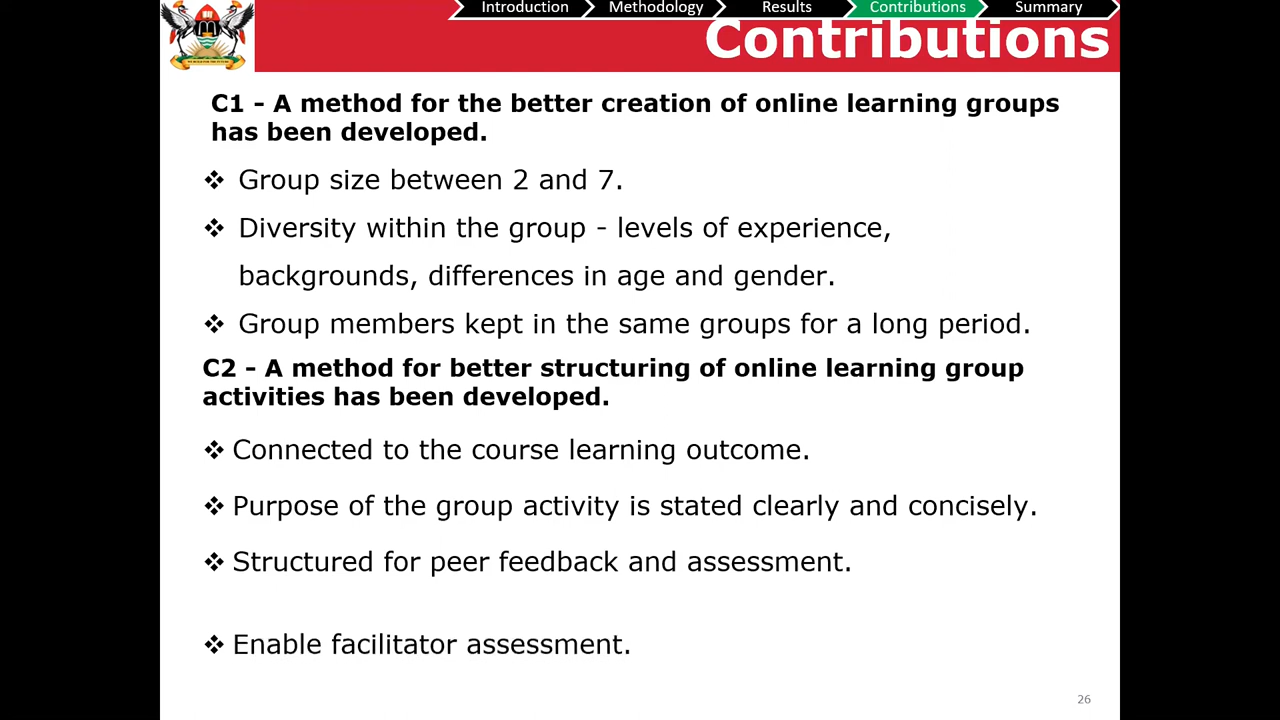 Introduction
Methodology
Results
Contributions
Summary
Contributions
C1 - A method for the better creation of online learning groups
has been developed.
❖ Group size between 2 and 7.
❖ Diversity within the group - levels of experience,
backgrounds, differences in age and gender.
❖ Group members kept in the same groups for a long period.
C2 - A method for better structuring of online learning group
activities has been developed.
❖ Connected to the course learning outcome.
❖ Purpose of the group activity is stated clearly and concisely.
❖ Structured for peer feedback and assessment.
❖ Enable facilitator assessment.
26